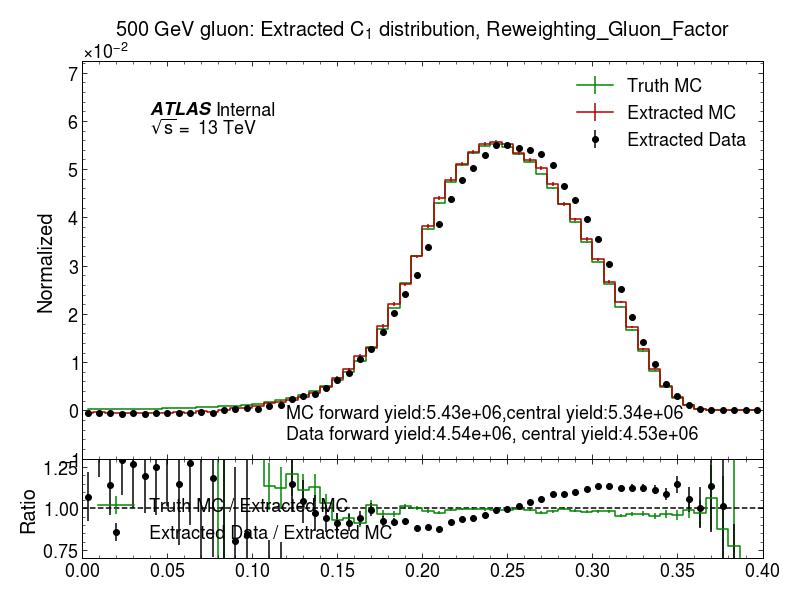 500 GeV gluon: Extracted C₁ distribution, Reweighting_Gluon_Factor
×10⁻²
7
6
5
4
3
2
1
0
1
Normalized
ATLAS Internal
√s = 13 TeV
Truth MC
Extracted MC
Extracted Data
MC forward yield:5.43e+06,central yield:5.34e+06
Data forward yield:4.54e+06, central yield:4.53e+06
1.25
1.00
0.75
Ratio
Truth MC / Extracted MC
Extracted Data / Extracted MC
0.00 0.05 0.10 0.15 0.20 0.25 0.30 0.35 0.40